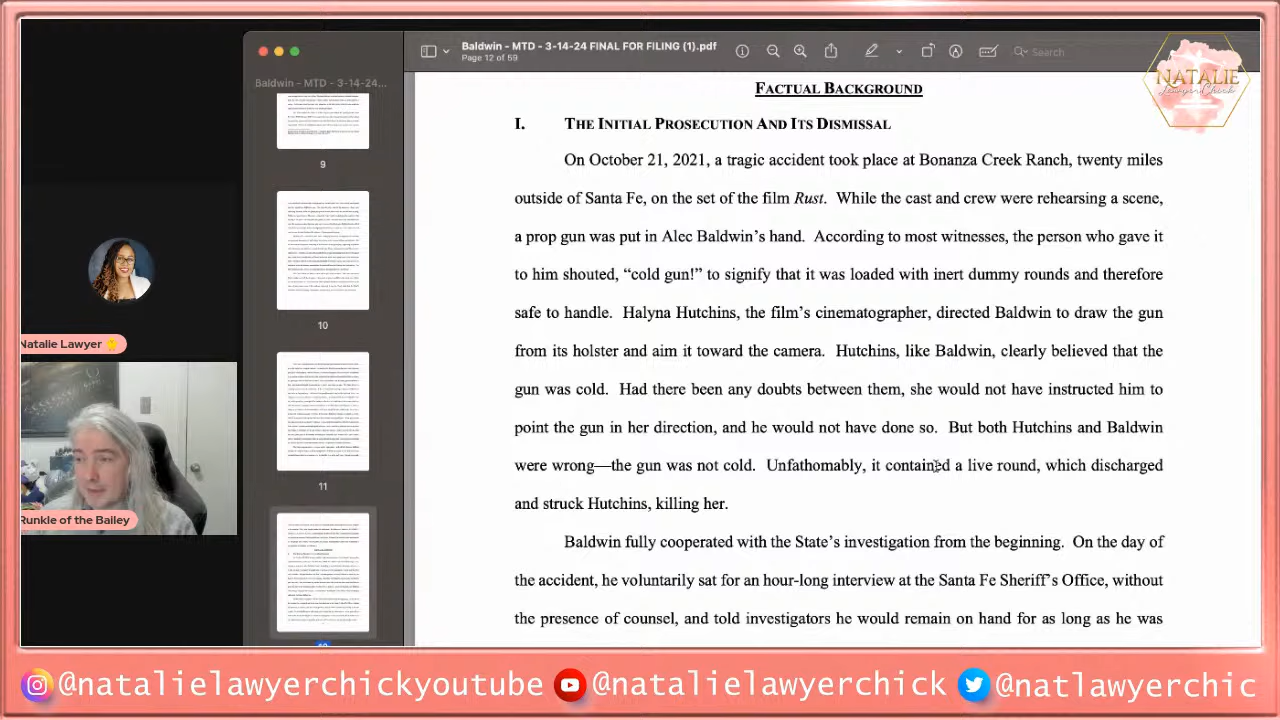 Baldwin - MTD - 3-14-24 FINAL FOR FILING (1).pdf
Page 12 of 59
Search
Baldwin - MTD - 3-14-24...
9
10
11
NATALIE
LawyerChick
FACTUAL BACKGROUND
I. THE INITIAL PROSECUTION AND ITS DISMISSAL
On October 21, 2021, a tragic accident took place at Bonanza Creek Ranch, twenty miles
outside of Santa Fe, on the set of the film Rust. While the cast and crew were rehearsing a scene,
a prop gun was put in Alec Baldwin's hand. According to most witnesses, the person who gave it
to him shouted, “cold gun!” to signify that it was loaded with inert dummy rounds and therefore
safe to handle. Halyna Hutchins, the film’s cinematographer, directed Baldwin to draw the gun
from its holster and aim it toward the camera. Hutchins, like Baldwin, clearly believed that the
gun was cold. Had the thought crossed between them, she would not have instructed him to
point the gun in her direction, and he would not have done so. But both Hutchins and Baldwin
were wrong—the gun was not cold. Unfathomably, it contained a live round, which discharged
and struck Hutchins, killing her.
Baldwin fully cooperated in the State’s investigation from the beginning. On the day of
the accident, he voluntarily sat for an hour-long interview at the Santa Fe Sheriff’s Office, without
the presence of counsel, and told investigators he would remain on hand for as long as he was
Natalie Lawyer
Runkle of the Bailey
@natalielawyerchickyoutube
@natalielawyerchick
@natlawyerchic